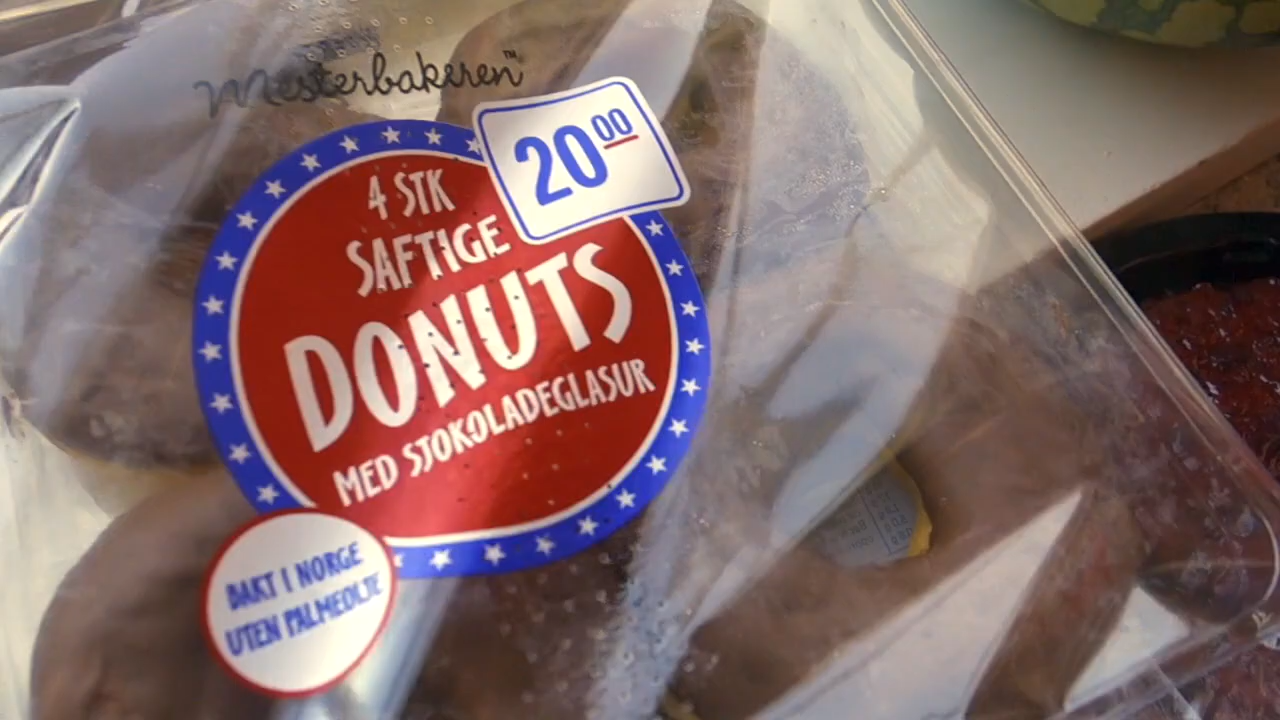 Mesterbakeren™
20⁰⁰
4 STK
SAFTIGE
DONUTS
MED SJOKOLADEGLASUR
BAKT I NORGE
UTEN PALMEOLJE